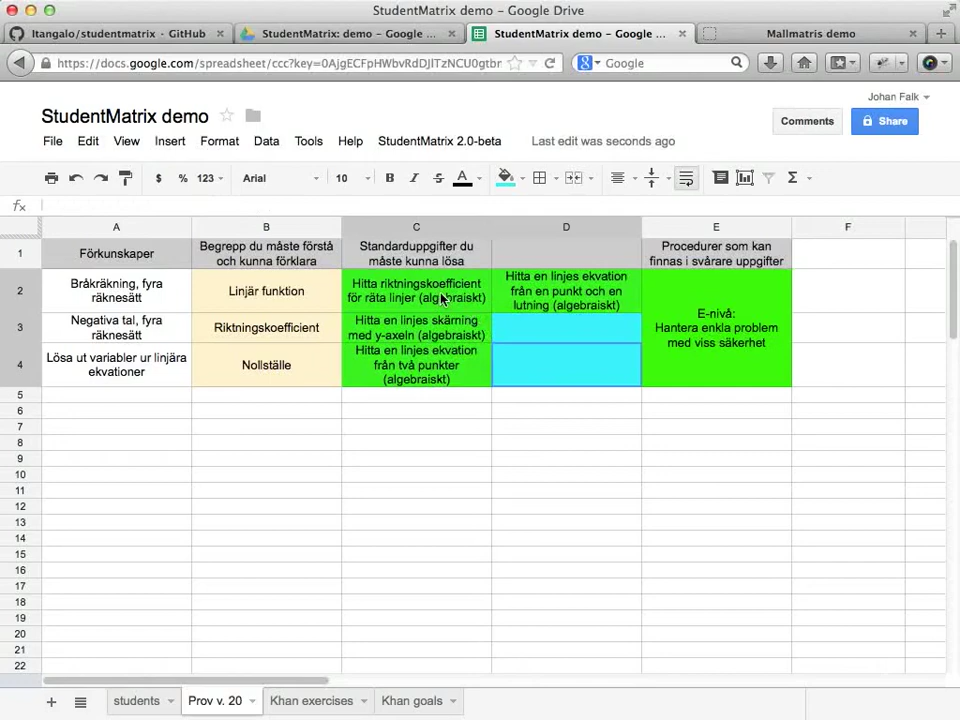 StudentMatrix demo – Google Drive
Itangalo/studentmatrix · GitHub
StudentMatrix: demo – Google ...
StudentMatrix demo – Google ...
Mallmatris demo
https://docs.google.com/spreadsheet/ccc?key=0AjgECFpHWbvRdDJITzNCU0gtbr
Google
StudentMatrix demo
Johan Falk
Comments
Share
File Edit View Insert Format Data Tools Help StudentMatrix 2.0-beta Last edit was seconds ago
$ % 123 Arial 10 B I S A Σ
fx
A B C D E F
1
Förkunskaper
Begrepp du måste förstå
och kunna förklara
Standarduppgifter du
måste kunna lösa
Procedurer som kan
finnas i svårare uppgifter
2
Bråkräkning, fyra
räknesätt
Linjär funktion
Hitta riktningskoefficient
för räta linjer (algebraiskt)
Hitta en linjes ekvation
från en punkt och en
lutning (algebraiskt)
E-nivå:
Hantera enkla problem
med viss säkerhet
3
Negativa tal, fyra
räknesätt
Riktningskoefficient
Hitta en linjes skärning
med y-axeln (algebraiskt)
4
Lösa ut variabler ur linjära
ekvationer
Nollställe
Hitta en linjes ekvation
från två punkter
(algebraiskt)
5
6
7
8
9
10
11
12
13
14
15
16
17
18
19
20
21
22
students Prov v. 20 Khan exercises Khan goals